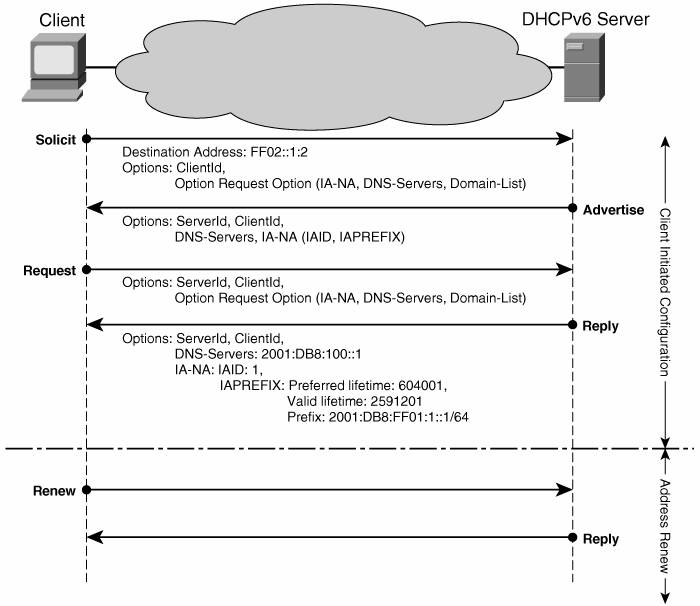 Client
DHCPv6 Server
Solicit
Destination Address: FF02::1:2
Options: ClientId,
Option Request Option (IA-NA, DNS-Servers, Domain-List)
Advertise
Options: ServerId, ClientId,
DNS-Servers, IA-NA (IAID, IAPREFIX)
Request
Options: ServerId, ClientId,
Option Request Option (IA-NA, DNS-Servers, Domain-List)
Reply
Options: ServerId, ClientId,
DNS-Servers: 2001:DB8:100::1
IA-NA: IAID: 1,
IAPREFIX: Preferred lifetime: 604001,
Valid lifetime: 2591201
Prefix: 2001:DB8:FF01:1::1/64
Client Initiated Configuration
Renew
Reply
Address Renew